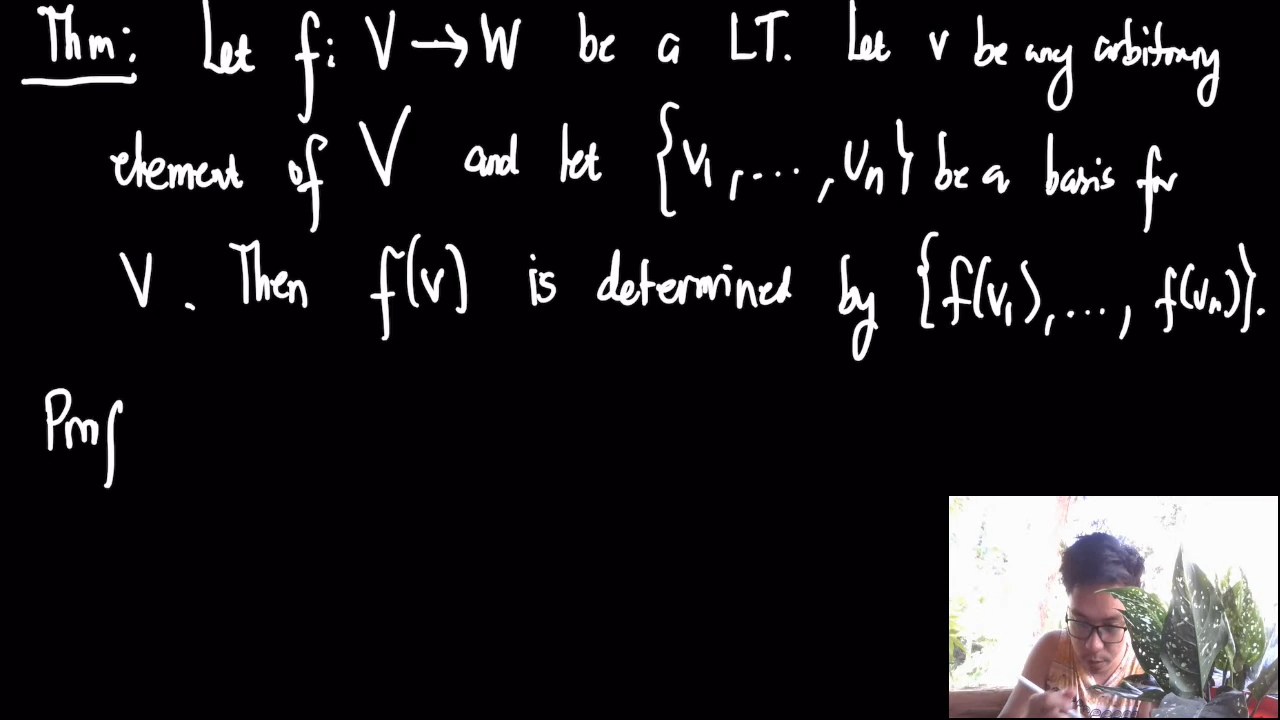 Thm: Let f: V → W be a LT. Let v be any arbitrary
element of V and let {v₁, ..., vₙ} be a basis for
V. Then f(v) is determined by {f(v₁), ..., f(vₙ)}.
Proof